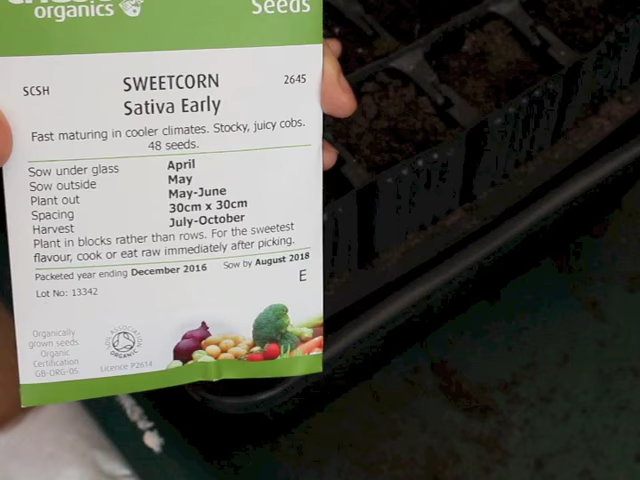 organics
Seeds
SCSH
SWEETCORN
2645
Sativa Early
Fast maturing in cooler climates. Stocky, juicy cobs.
48 seeds.
Sow under glass April
Sow outside May
Plant out May-June
Spacing 30cm x 30cm
Harvest July-October
Plant in blocks rather than rows. For the sweetest
flavour, cook or eat raw immediately after picking.
Packeted year ending December 2016 Sow by August 2018
E
Lot No: 13342
Organically
grown seeds
Organic
Certification
GB-ORG-05
SOIL ASSOCIATION
ORGANIC
Licence P2614